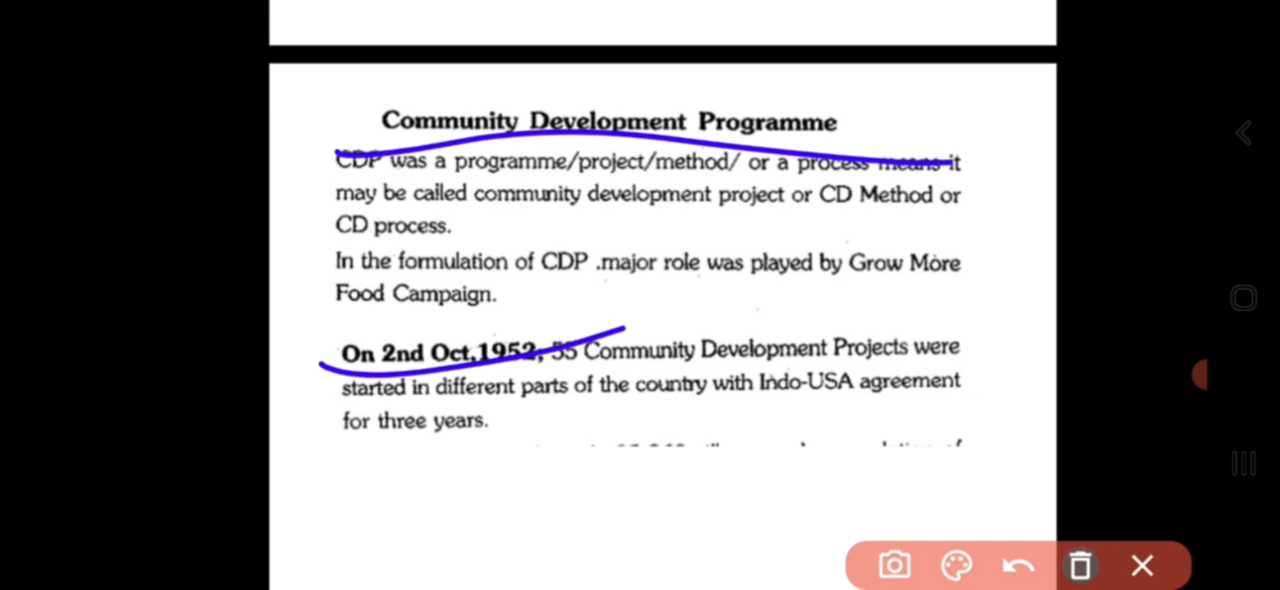 Community Development Programme
CDP was a programme/project/method/ or a process means it
may be called community development project or CD Method or
CD process.
In the formulation of CDP .major role was played by Grow More
Food Campaign.
On 2nd Oct,1952, 55 Community Development Projects were
started in different parts of the country with Indo-USA agreement
for three years.